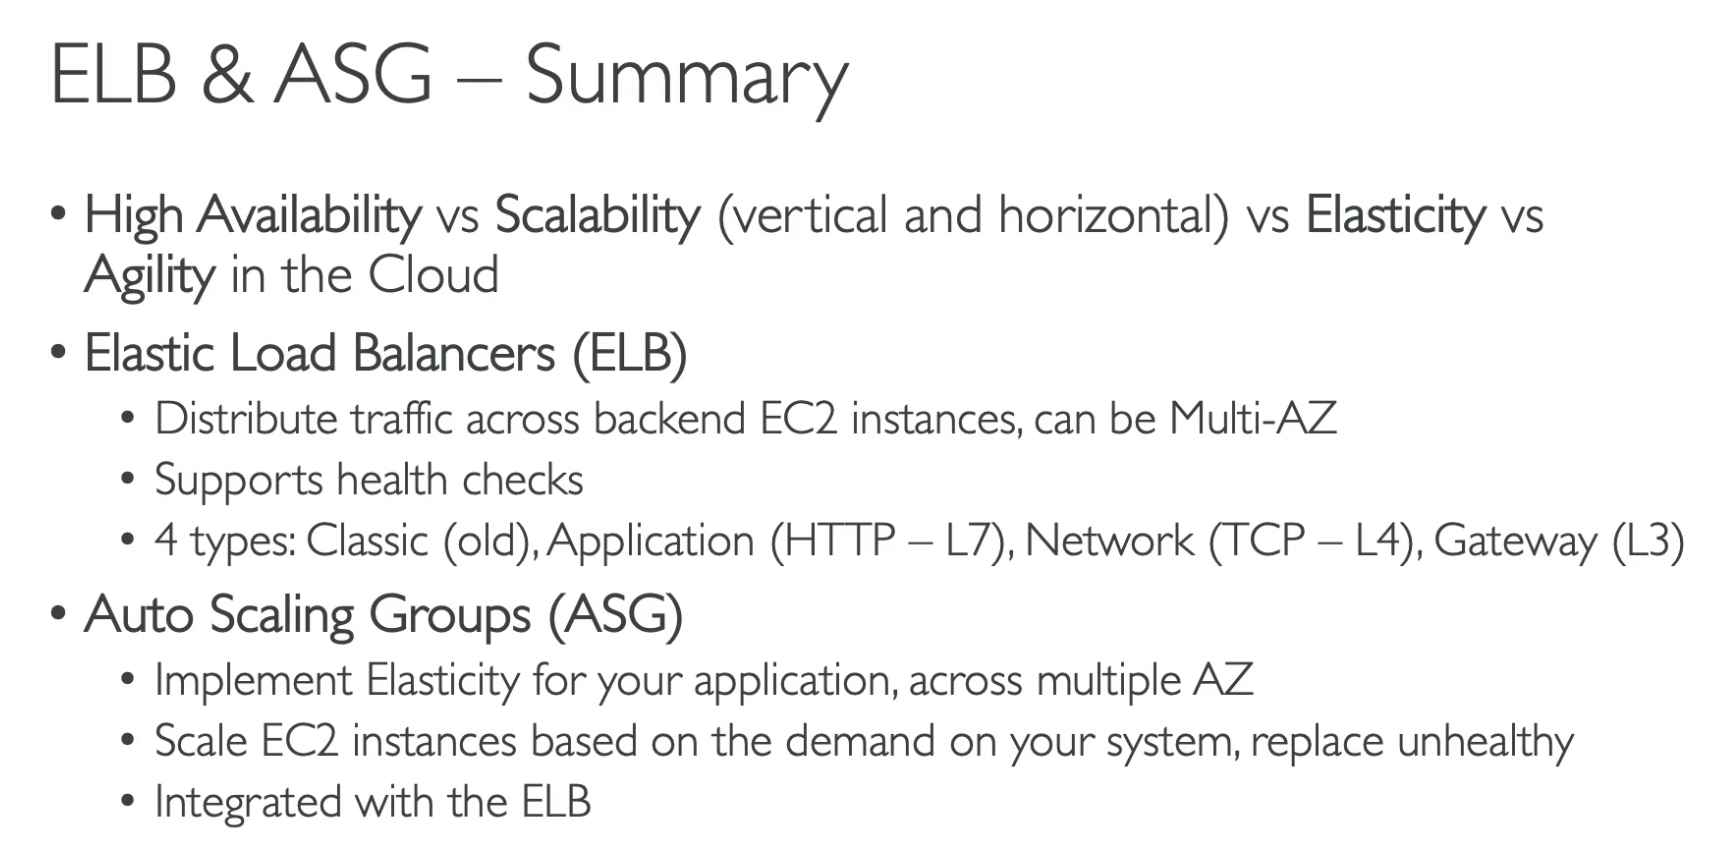 ELB & ASG – Summary
• High Availability vs Scalability (vertical and horizontal) vs Elasticity vs
Agility in the Cloud
• Elastic Load Balancers (ELB)
• Distribute traffic across backend EC2 instances, can be Multi-AZ
• Supports health checks
• 4 types: Classic (old), Application (HTTP – L7), Network (TCP – L4), Gateway (L3)
• Auto Scaling Groups (ASG)
• Implement Elasticity for your application, across multiple AZ
• Scale EC2 instances based on the demand on your system, replace unhealthy
• Integrated with the ELB